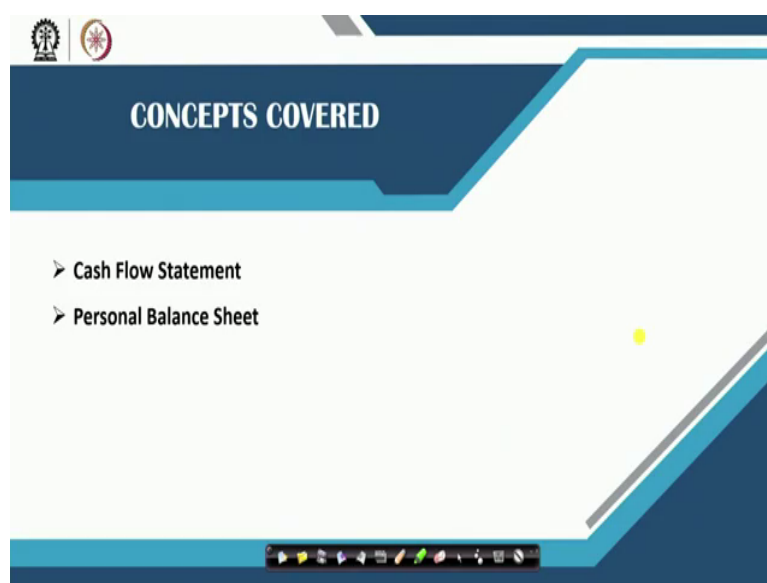 CONCEPTS COVERED
➢ Cash Flow Statement
➢ Personal Balance Sheet